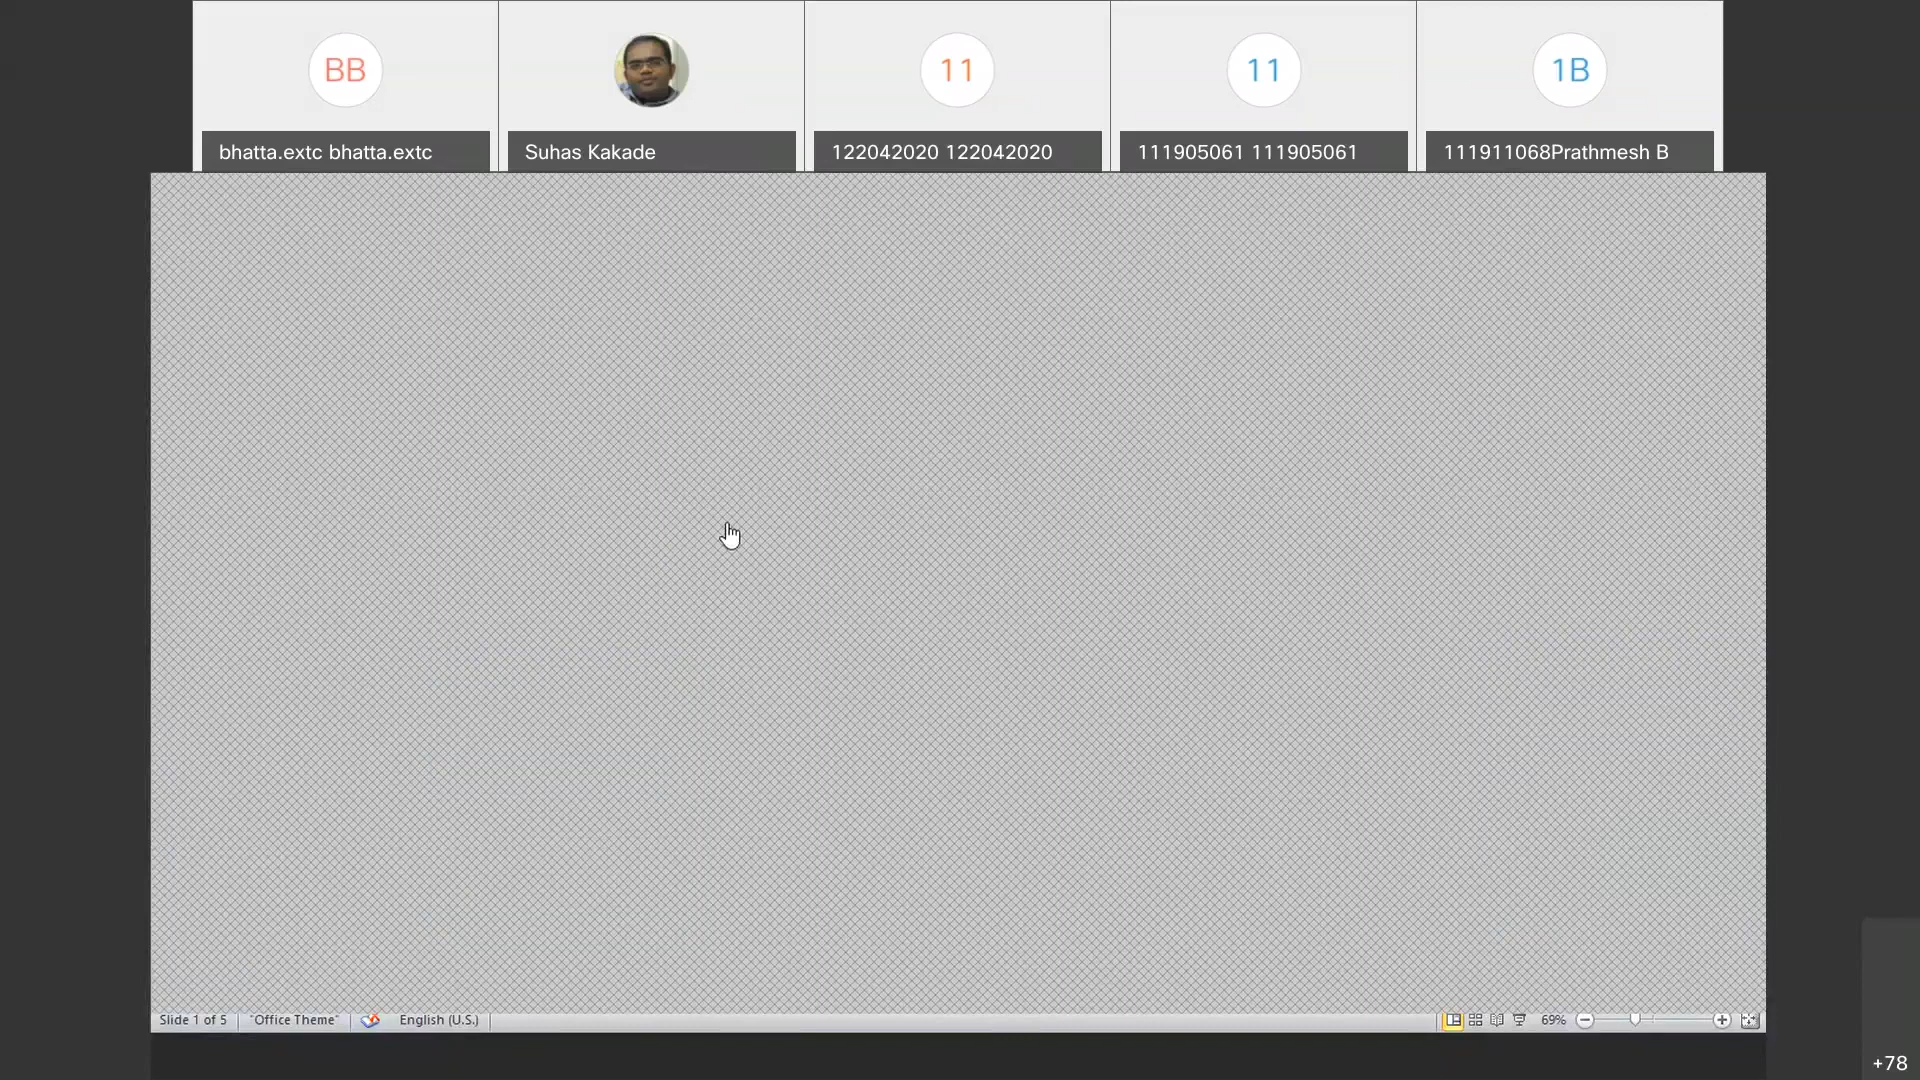 BB
11
11
1B
bhatta.extc bhatta.extc
Suhas Kakade
122042020 122042020
111905061 111905061
111911068Prathmesh B
Slide 1 of 5
"Office Theme"
English (U.S.)
69%
+78